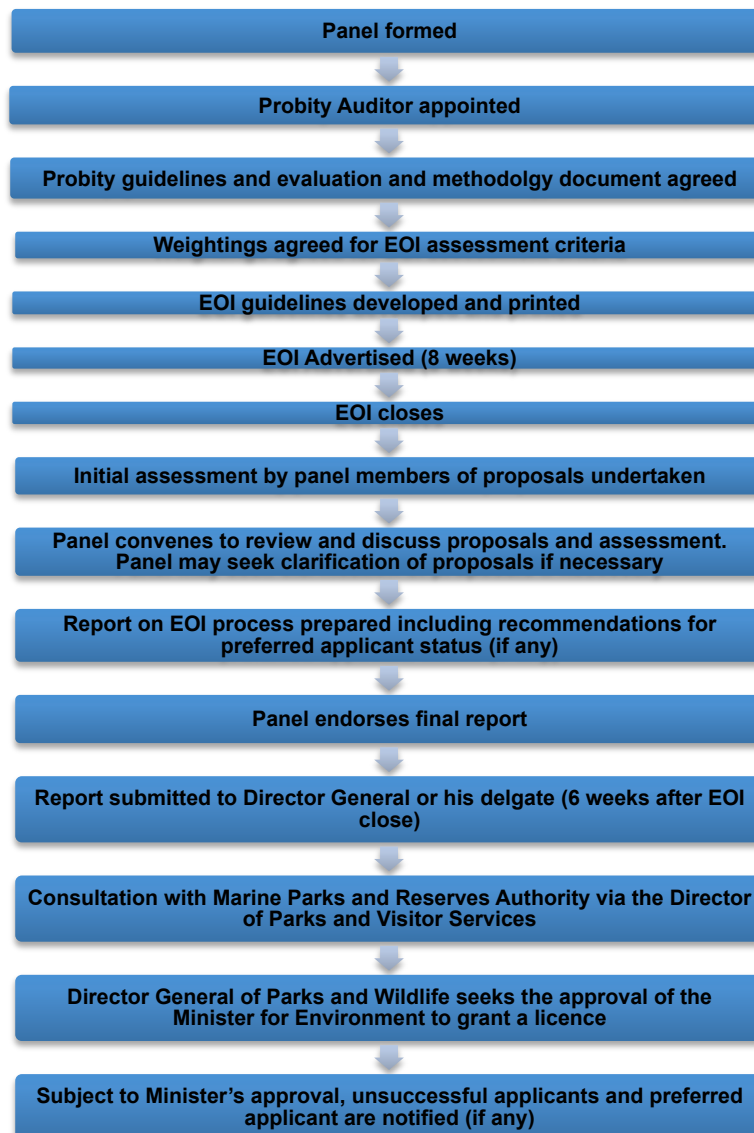 Panel formed
Probity Auditor appointed
Probity guidelines and evaluation and methodolgy document agreed
Weightings agreed for EOI assessment criteria
EOI guidelines developed and printed
EOI Advertised (8 weeks)
EOI closes
Initial assessment by panel members of proposals undertaken
Panel convenes to review and discuss proposals and assessment.
Panel may seek clarification of proposals if necessary
Report on EOI process prepared including recommendations for
preferred applicant status (if any)
Panel endorses final report
Report submitted to Director General or his delgate (6 weeks after EOI
close)
Consultation with Marine Parks and Reserves Authority via the Director
of Parks and Visitor Services
Director General of Parks and Wildlife seeks the approval of the
Minister for Environment to grant a licence
Subject to Minister’s approval, unsuccessful applicants and preferred
applicant are notified (if any)